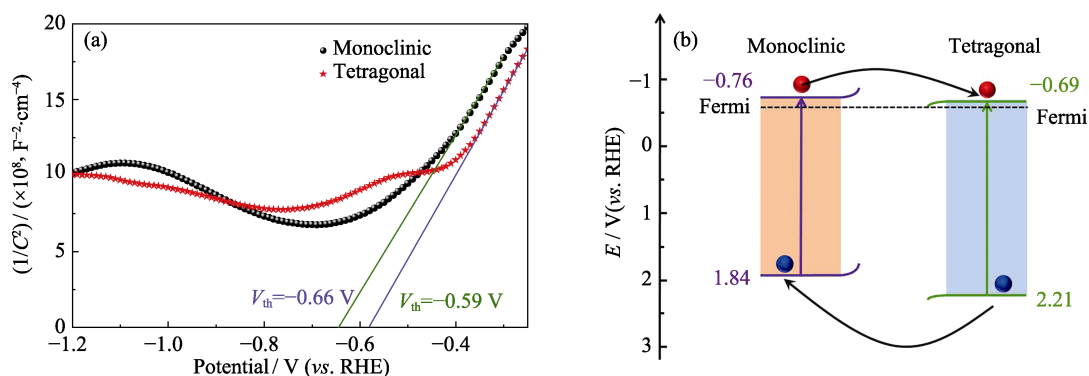 (a)
Monoclinic
Tetragonal
20
15
10
5
0
(1/C²) / (×10⁸, F⁻²·cm⁻⁴)
Vth=−0.66 V
Vth=−0.59 V
−1.2
−1.0
−0.8
−0.6
−0.4
Potential / V (vs. RHE)
(b)
Monoclinic
Tetragonal
−0.76
−0.69
Fermi
Fermi
−1
0
1
2
3
E / V(vs. RHE)
1.84
2.21